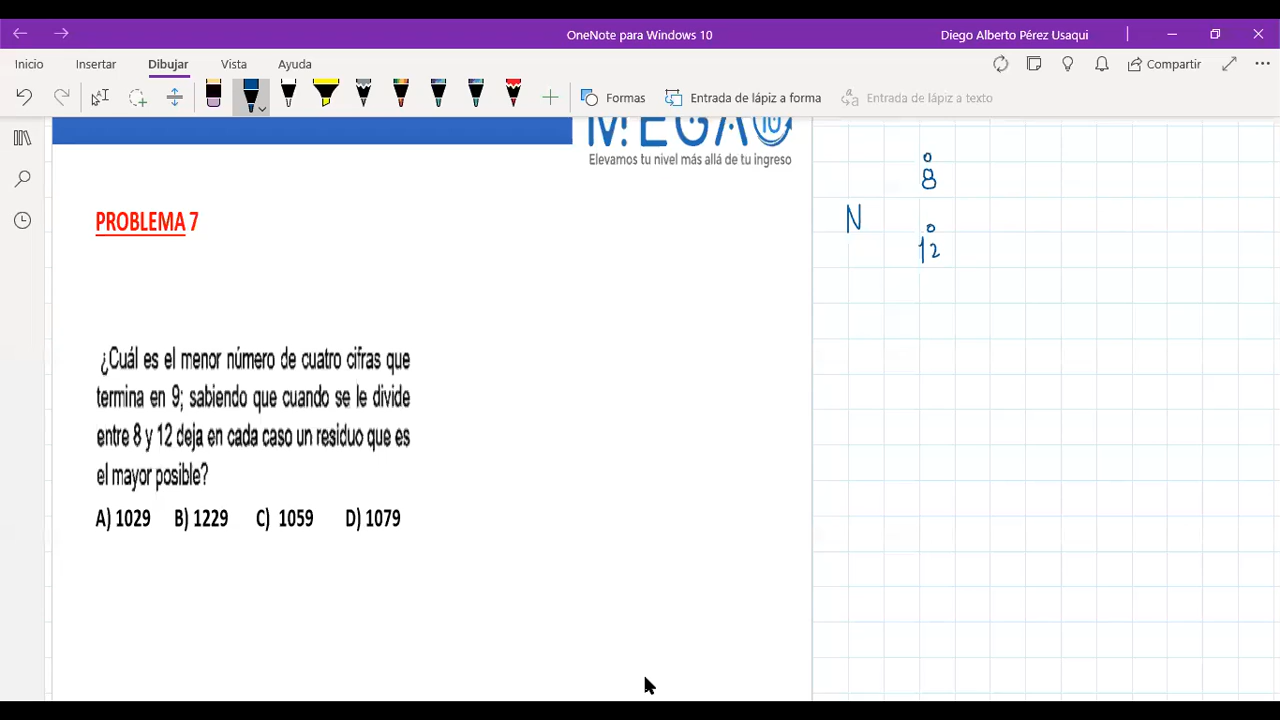 OneNote para Windows 10
Diego Alberto Pérez Usaqui
Inicio Insertar Dibujar Vista Ayuda
Compartir
Formas Entrada de lápiz a forma Entrada de lápiz a texto
MEGA 10
Elevamos tu nivel más allá de tu ingreso
PROBLEMA 7
¿Cuál es el menor número de cuatro cifras que
termina en 9; sabiendo que cuando se le divide
entre 8 y 12 deja en cada caso un residuo que es
el mayor posible?
A) 1029 B) 1229 C) 1059 D) 1079
8̊
N
12̊